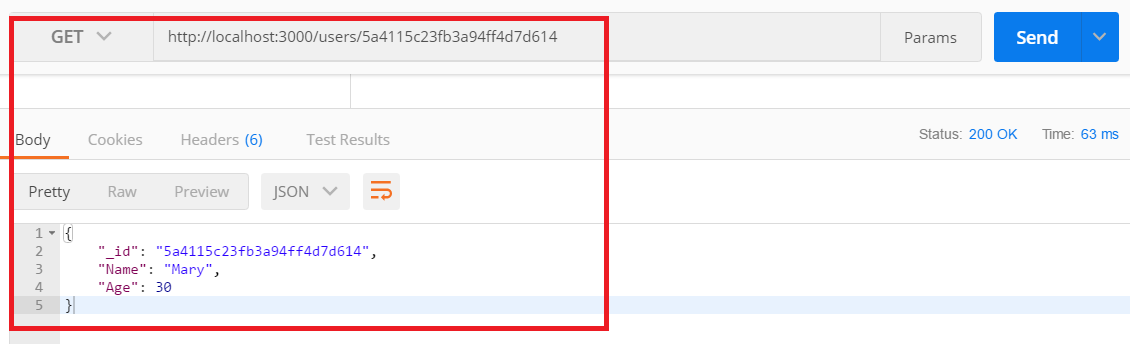 GET http://localhost:3000/users/5a4115c23fb3a94ff4d7d614 Params Send
Body Cookies Headers (6) Test Results Status: 200 OK Time: 63 ms
Pretty Raw Preview JSON
1 {
2 "_id": "5a4115c23fb3a94ff4d7d614",
3 "Name": "Mary",
4 "Age": 30
5 }